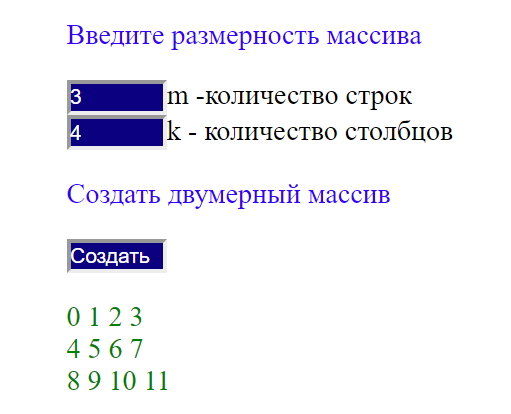 Введите размерность массива
3 m -количество строк
4 k - количество столбцов
Создать двумерный массив
Создать
0 1 2 3
4 5 6 7
8 9 10 11